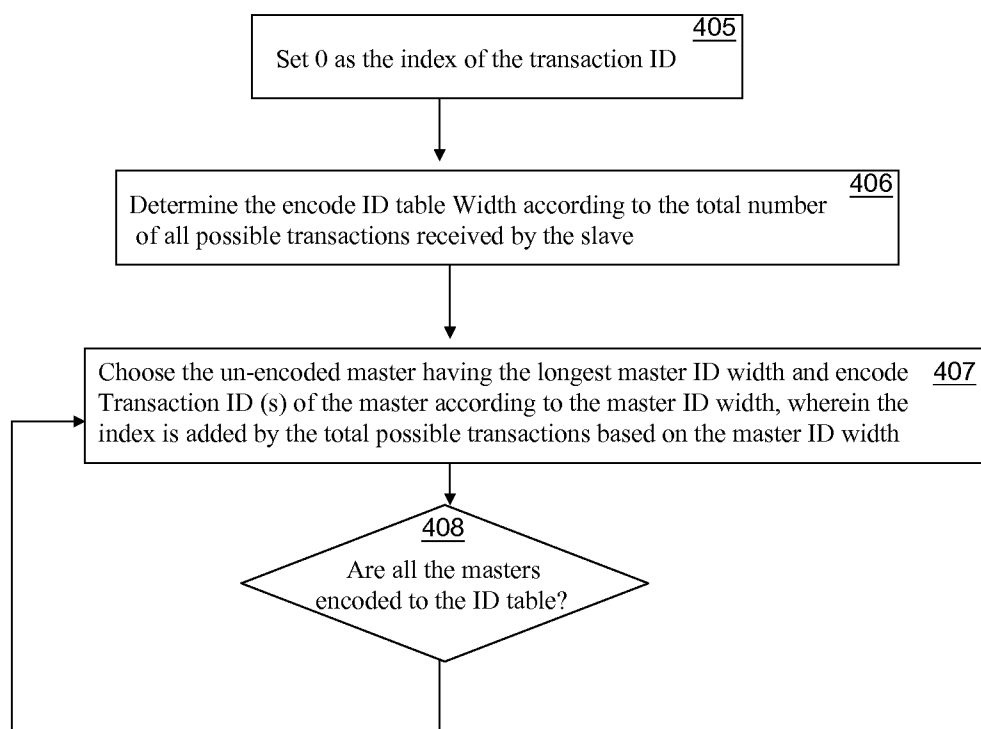 405
Set 0 as the index of the transaction ID
406
Determine the encode ID table Width according to the total number
of all possible transactions received by the slave
407
Choose the un-encoded master having the longest master ID width and encode
Transaction ID (s) of the master according to the master ID width, wherein the
index is added by the total possible transactions based on the master ID width
408
Are all the masters
encoded to the ID table?